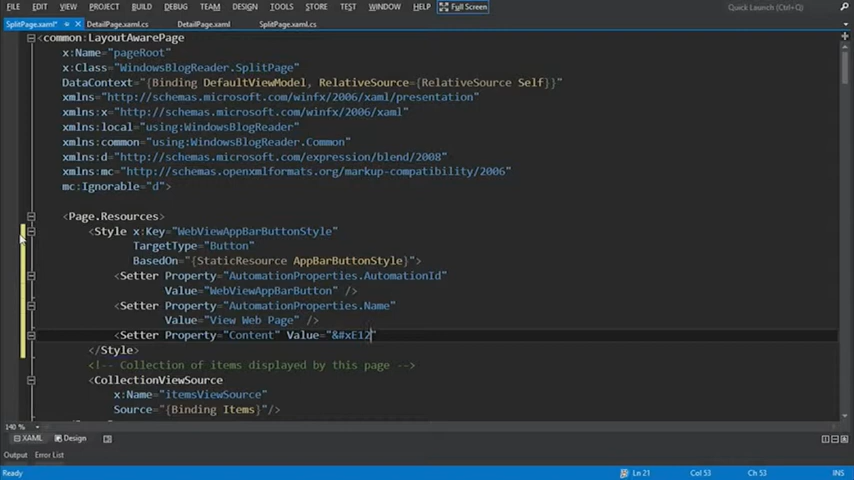 FILE EDIT VIEW PROJECT BUILD DEBUG TEAM DESIGN TOOLS TEST WINDOW HELP Full Screen Quick Launch (Ctrl+Q)
SplitPage.xaml* DetailPage.xaml.cs DetailPage.xaml SplitPage.xaml.cs
<common:LayoutAwarePage
x:Name="pageRoot"
x:Class="WindowsBlogReader.SplitPage"
DataContext="{Binding DefaultViewModel, RelativeSource={RelativeSource Self}}"
xmlns="http://schemas.microsoft.com/winfx/2006/xaml/presentation"
xmlns:x="http://schemas.microsoft.com/winfx/2006/xaml"
xmlns:local="using:WindowsBlogReader"
xmlns:common="using:WindowsBlogReader.Common"
xmlns:d="http://schemas.microsoft.com/expression/blend/2008"
xmlns:mc="http://schemas.openxmlformats.org/markup-compatibility/2006"
mc:Ignorable="d">
<Page.Resources>
<Style x:Key="WebViewAppBarButtonStyle"
TargetType="Button"
BasedOn="{StaticResource AppBarButtonStyle}">
<Setter Property="AutomationProperties.AutomationId"
Value="WebViewAppBarButton" />
<Setter Property="AutomationProperties.Name"
Value="View Web Page" />
<Setter Property="Content" Value="&#xE12"
</Style>
<!-- Collection of items displayed by this page -->
<CollectionViewSource
x:Name="itemsViewSource"
Source="{Binding Items}"/>
140 %
XAML Design
Output Error List
Ready Ln 21 Col 53 Ch 53 INS